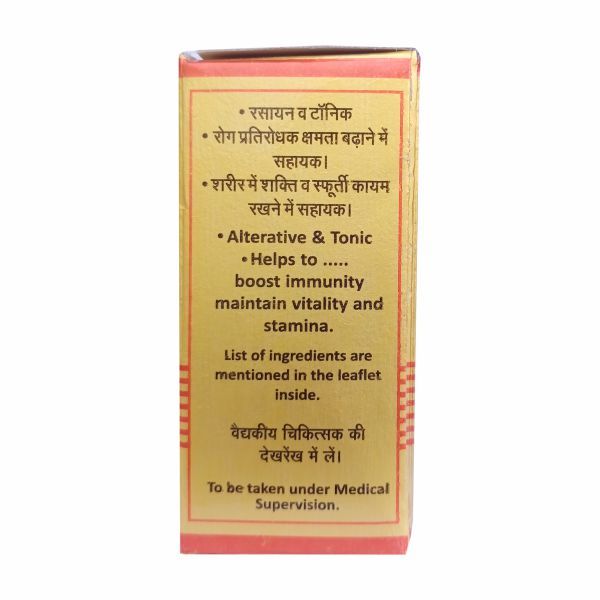 • रसायन व टॉनिक
• रोग प्रतिरोधक क्षमता बढ़ाने में
सहायक।
• शरीर में शक्ति व स्फूर्ती कायम
रखने में सहायक।
• Alterative & Tonic
• Helps to .....
boost immunity
maintain vitality and
stamina.
List of ingredients are
mentioned in the leaflet
inside.
वैद्यकीय चिकित्सक की
देखरेंख में लें।
To be taken under Medical
Supervision.